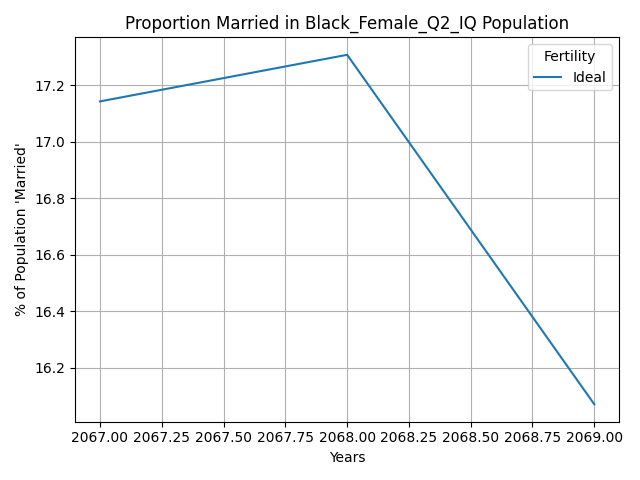 Proportion Married in Black_Female_Q2_IQ Population
% of Population 'Married'
17.2
17.0
16.8
16.6
16.4
16.2
Fertility
Ideal
2067.00 2067.25 2067.50 2067.75 2068.00 2068.25 2068.50 2068.75 2069.00
Years